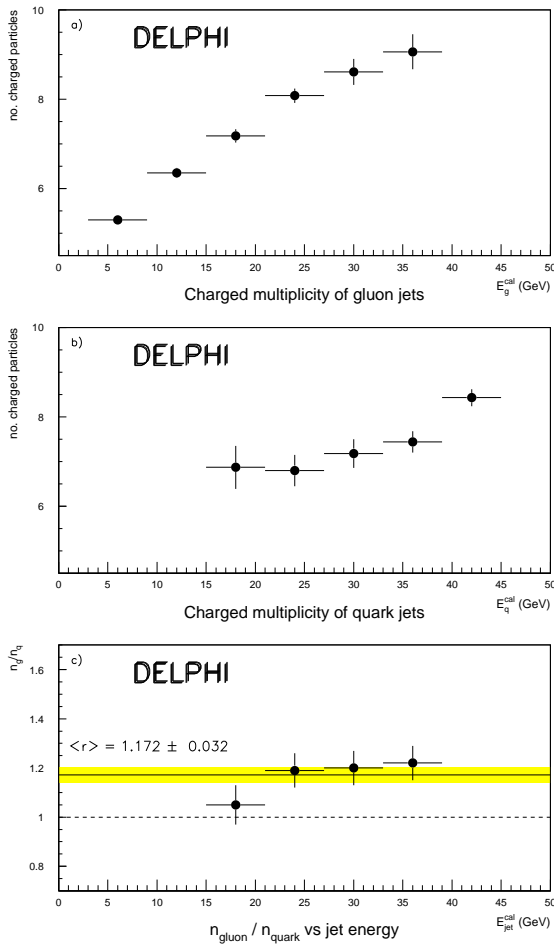 a)
DELPHI
no. charged particles
10
8
6
0 5 10 15 20 25 30 35 40 45 50
E_g^cal (GeV)
Charged multiplicity of gluon jets
b)
DELPHI
no. charged particles
10
8
6
0 5 10 15 20 25 30 35 40 45 50
E_q^cal (GeV)
Charged multiplicity of quark jets
c)
DELPHI
n_g/n_q
1.6
1.4
<r> = 1.172 ± 0.032
1.2
1
0.8
0 5 10 15 20 25 30 35 40 45 50
E_jet^cal (GeV)
n_gluon / n_quark vs jet energy